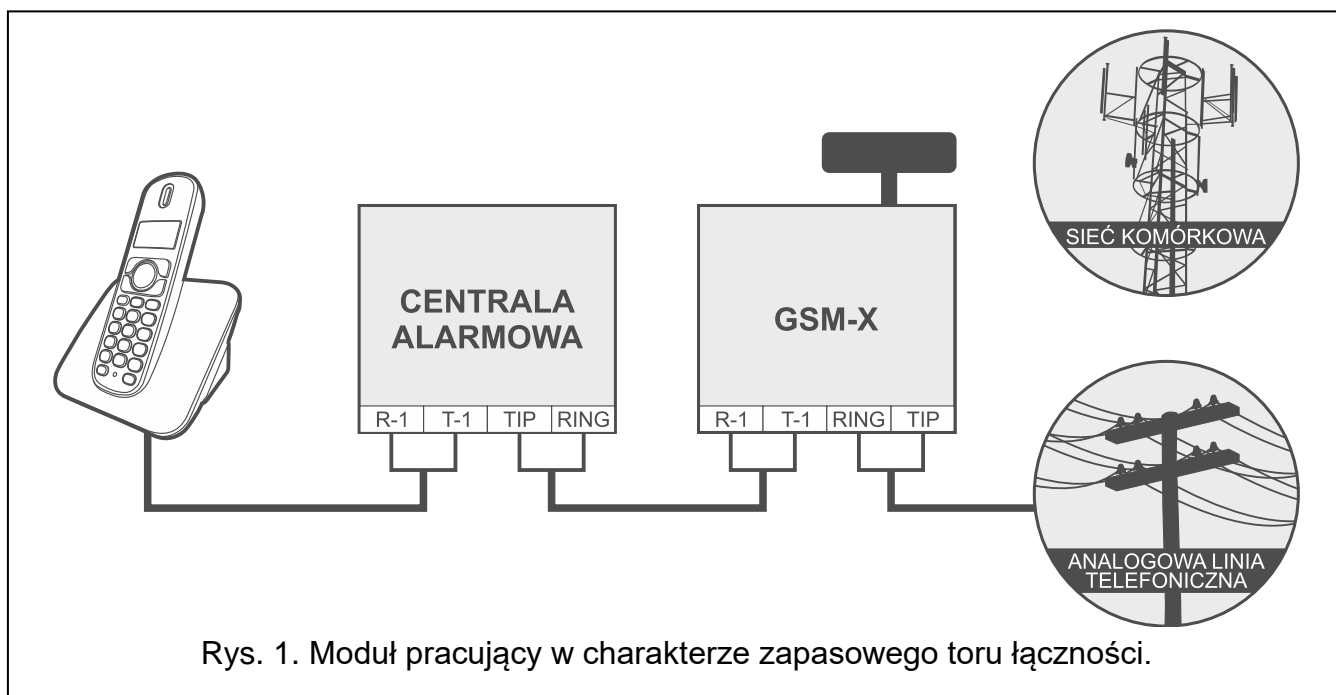 SIEĆ KOMÓRKOWA
CENTRALA
ALARMOWA
GSM-X
R-1 T-1 TIP RING
R-1 T-1 RING TIP
ANALOGOWA LINIA
TELEFONICZNA
Rys. 1. Moduł pracujący w charakterze zapasowego toru łączności.